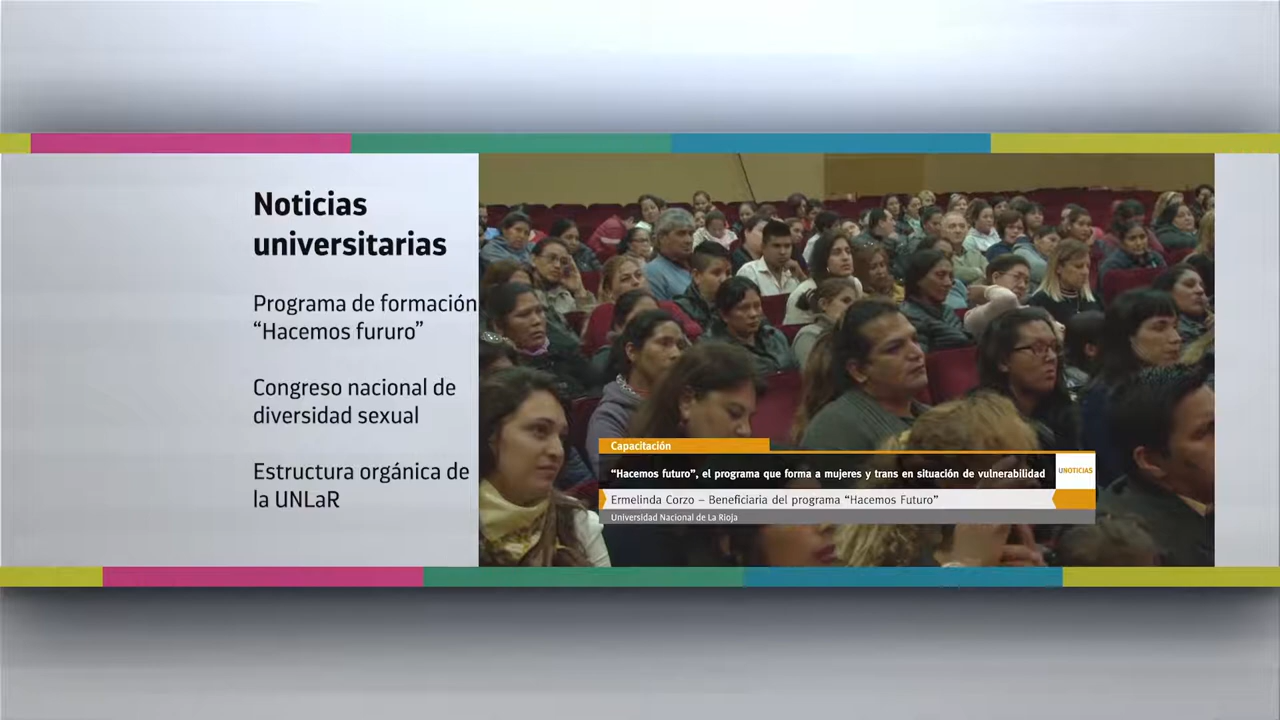 Noticias
universitarias
Programa de formación
“Hacemos fururo”
Congreso nacional de
diversidad sexual
Estructura orgánica de
la UNLaR
Capacitación
“Hacemos futuro”, el programa que forma a mujeres y trans en situación de vulnerabilidad
UNOTICIAS
Ermelinda Corzo – Beneficiaria del programa “Hacemos Futuro”
Universidad Nacional de La Rioja